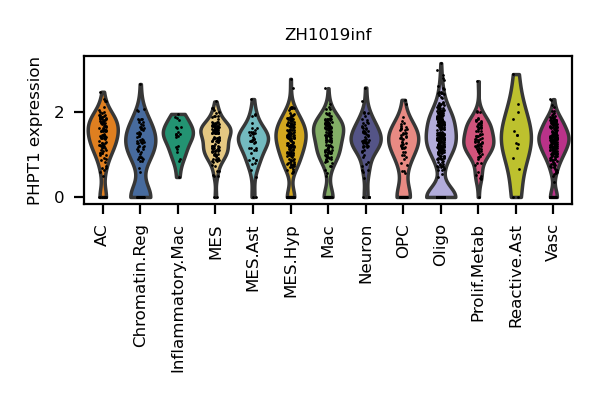 ZH1019inf
PHPT1 expression
2
0
AC
Chromatin.Reg
Inflammatory.Mac
MES
MES.Ast
MES.Hyp
Mac
Neuron
OPC
Oligo
Prolif.Metab
Reactive.Ast
Vasc